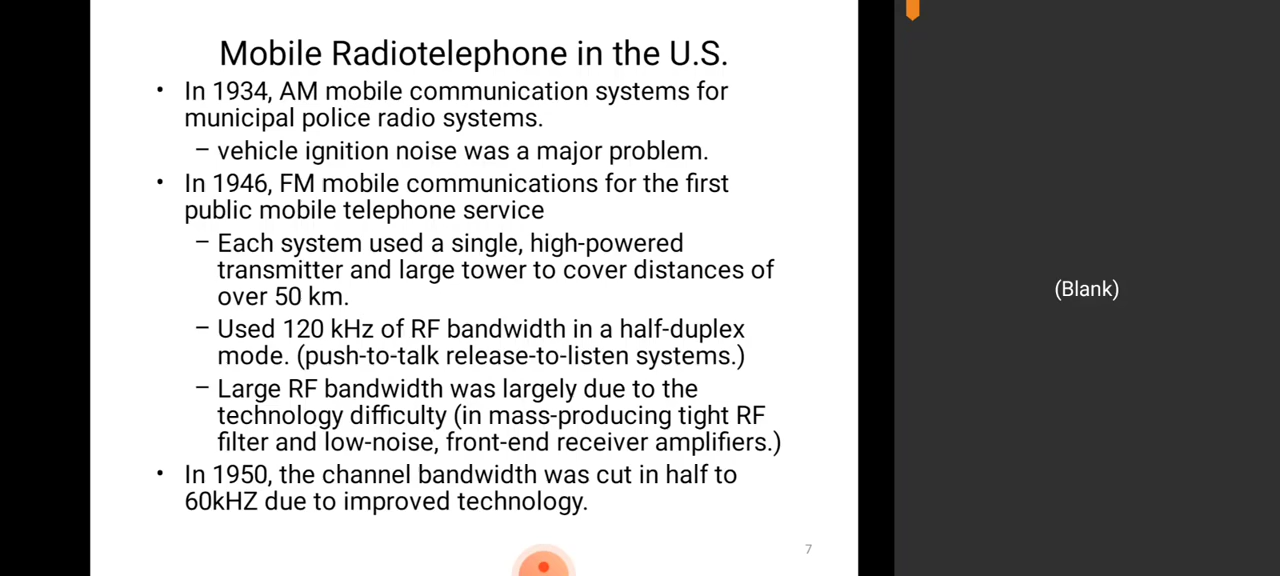 Mobile Radiotelephone in the U.S.
• In 1934, AM mobile communication systems for
municipal police radio systems.
– vehicle ignition noise was a major problem.
• In 1946, FM mobile communications for the first
public mobile telephone service
– Each system used a single, high-powered
transmitter and large tower to cover distances of
over 50 km.
– Used 120 kHz of RF bandwidth in a half-duplex
mode. (push-to-talk release-to-listen systems.)
– Large RF bandwidth was largely due to the
technology difficulty (in mass-producing tight RF
filter and low-noise, front-end receiver amplifiers.)
• In 1950, the channel bandwidth was cut in half to
60kHZ due to improved technology.
7
(Blank)